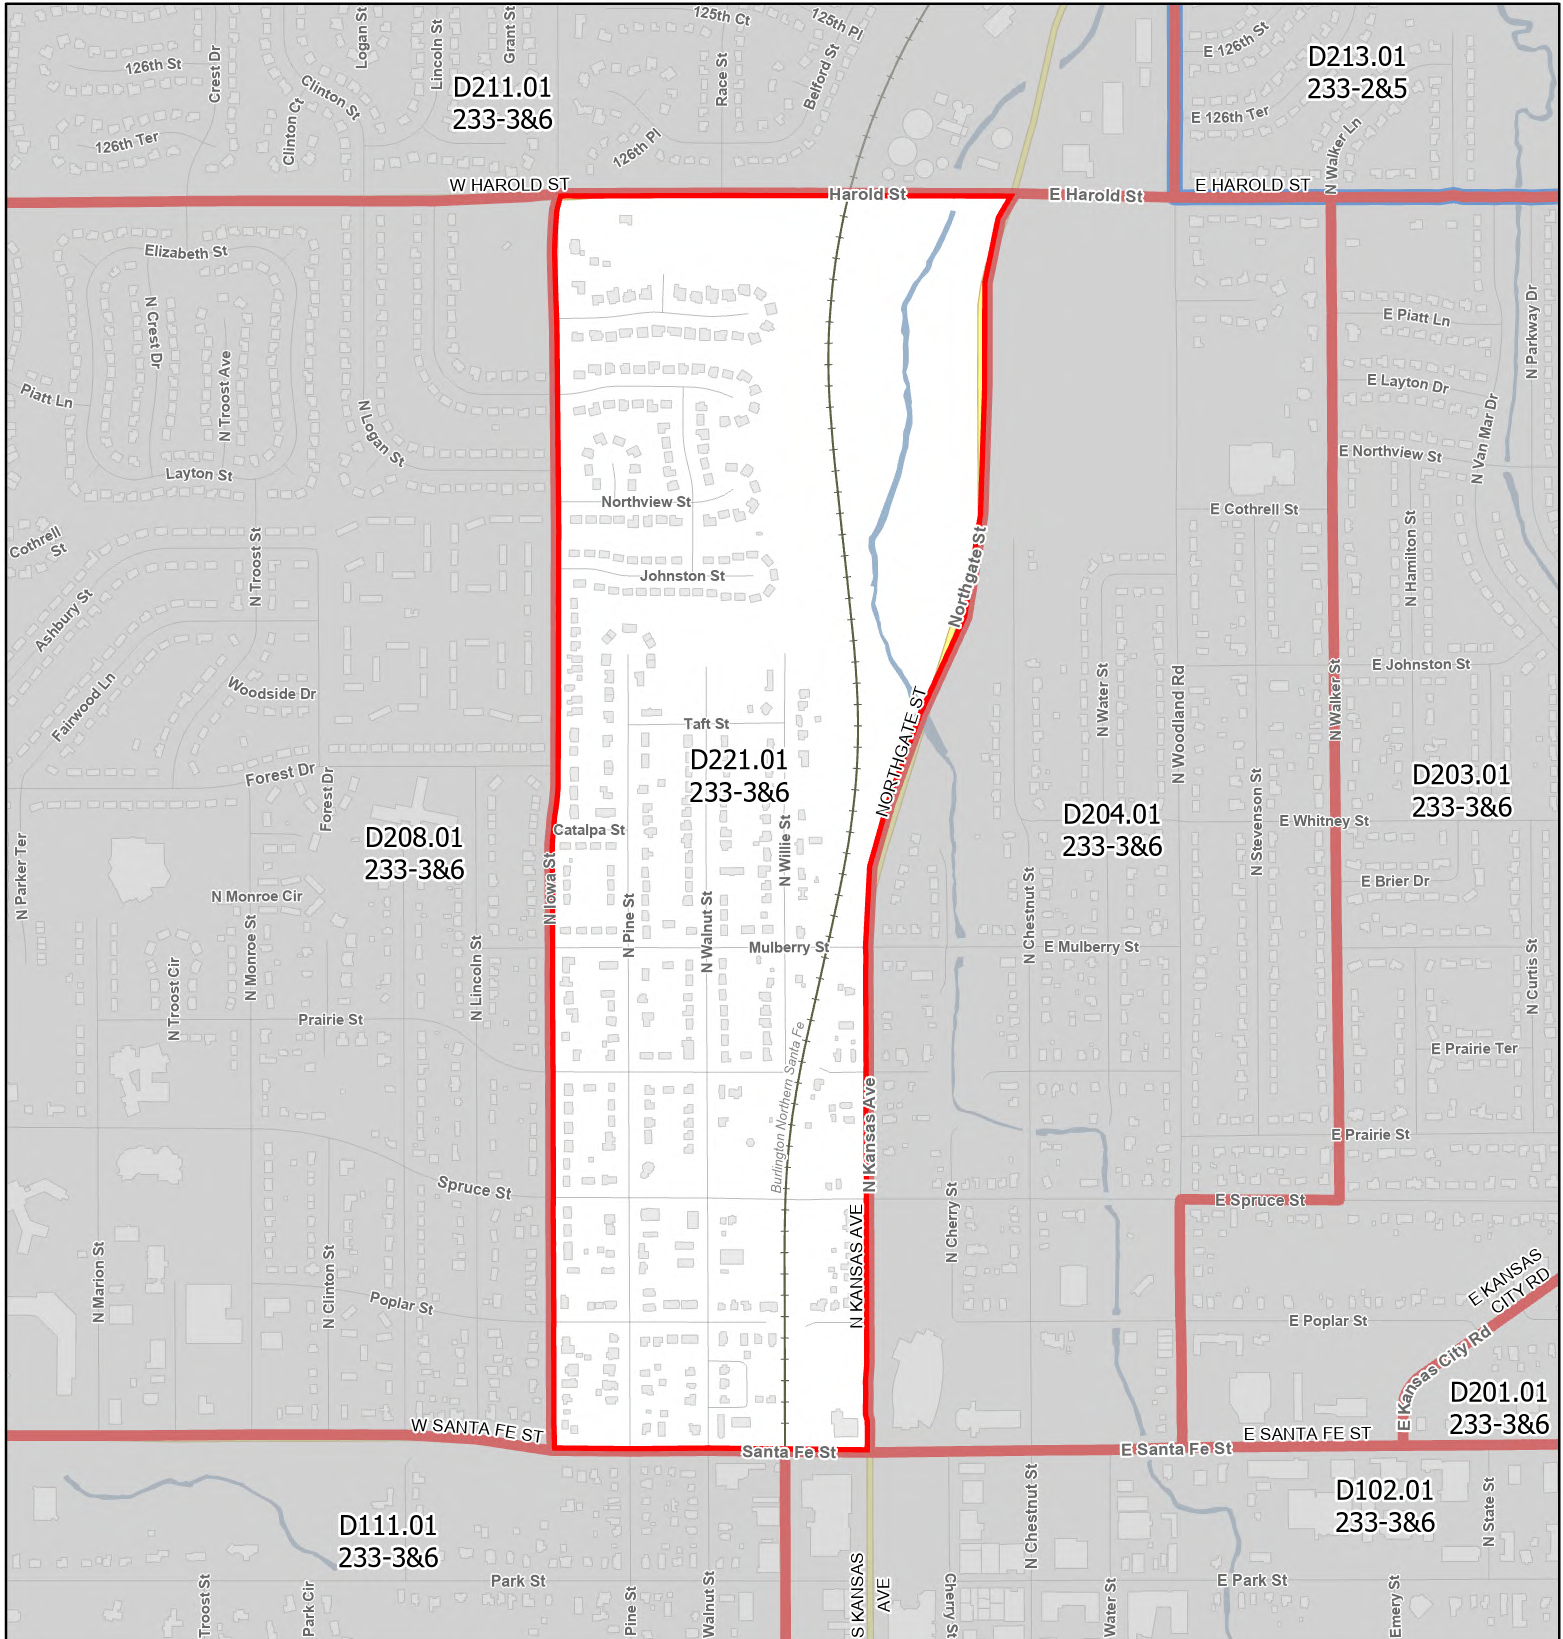 125th Ct
125th Pl
Logan St
Lincoln St
Grant St
Crest Dr
126th St
Clinton St
Clinton Ct
126th Ter
D211.01
233-3&6
Race St
Belford St
126th Pl
E 126th St
D213.01
233-2&5
E 126th Ter
N Walker Ln
W HAROLD ST
Harold St
E Harold St
E HAROLD ST
Elizabeth St
N Crest Dr
N Troost Ave
Piatt Ln
N Logan St
Layton St
E Piatt Ln
N Parkway Dr
E Layton Dr
N Van Mar Dr
E Northview St
Northview St
E Cothrell St
Cothrell
St
N Troost St
Johnston St
Northgate St
N Hamilton St
Ashbury St
Fairwood Ln
Woodside Dr
Taft St
NORTHGATE ST
N Water St
N Woodland Rd
N Walker St
E Johnston St
D221.01
233-3&6
Forest Dr
Forest Dr
D208.01
233-3&6
Catalpa St
N Willie St
D204.01
233-3&6
N Stevenson St
E Whitney St
D203.01
233-3&6
N Parker Ter
N Monroe Cir
N Iowa St
N Pine St
N Walnut St
Mulberry St
N Chestnut St
E Mulberry St
E Brier Dr
N Curtis St
N Troost Cir
N Monroe St
N Lincoln St
Prairie St
Burlington Northern Santa Fe
N Kansas Ave
E Prairie Ter
E Prairie St
Spruce St
E Spruce St
N Marion St
N Clinton St
Poplar St
N KANSAS AVE
N Cherry St
E Poplar St
E KANSAS
CITY RD
E Kansas City Rd
D201.01
233-3&6
W SANTA FE ST
Santa Fe St
E Santa Fe St
E SANTA FE ST
D111.01
233-3&6
D102.01
233-3&6
N Chestnut St
N State St
Troost St
Park Cir
Park St
Pine St
Walnut St
S KANSAS
AVE
Cherry St
Water St
E Park St
Emery St